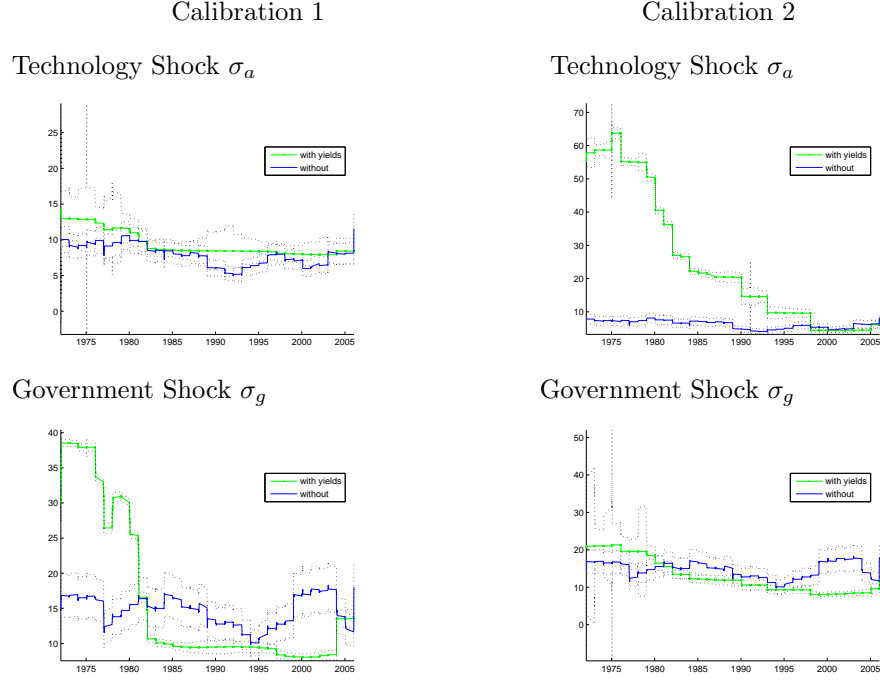 Calibration 1
Calibration 2
Technology Shock σa
Technology Shock σa
25
20
15
10
5
0
with yields
without
1975 1980 1985 1990 1995 2000 2005
70
60
50
40
30
20
10
with yields
without
1975 1980 1985 1990 1995 2000 2005
Government Shock σg
Government Shock σg
40
35
30
25
20
15
10
with yields
without
1975 1980 1985 1990 1995 2000 2005
50
40
30
20
10
0
with yields
without
1975 1980 1985 1990 1995 2000 2005